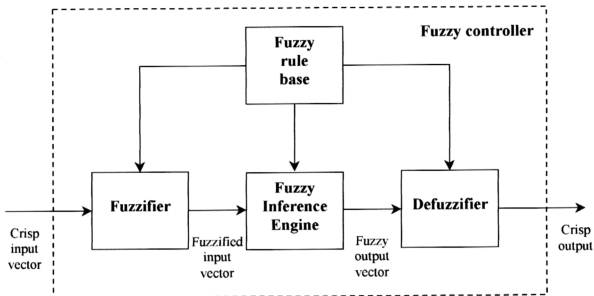 Fuzzy controller
Fuzzy
rule
base
Fuzzifier
Fuzzy
Inference
Engine
Defuzzifier
Crisp
input
vector
Fuzzified
input
vector
Fuzzy
output
vector
Crisp
output